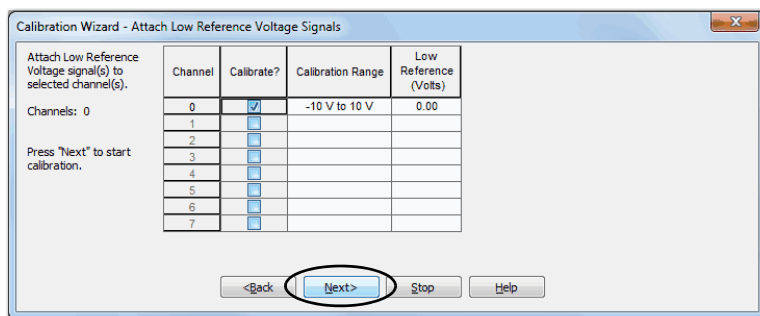 Calibration Wizard - Attach Low Reference Voltage Signals
x
Attach Low Reference
Voltage signal(s) to
selected channel(s).
Channels: 0
Press "Next" to start
calibration.
Channel Calibrate? Calibration Range Low
Reference
(Volts)
0 -10 V to 10 V 0.00
1
2
3
4
5
6
7
<Back Next> Stop Help